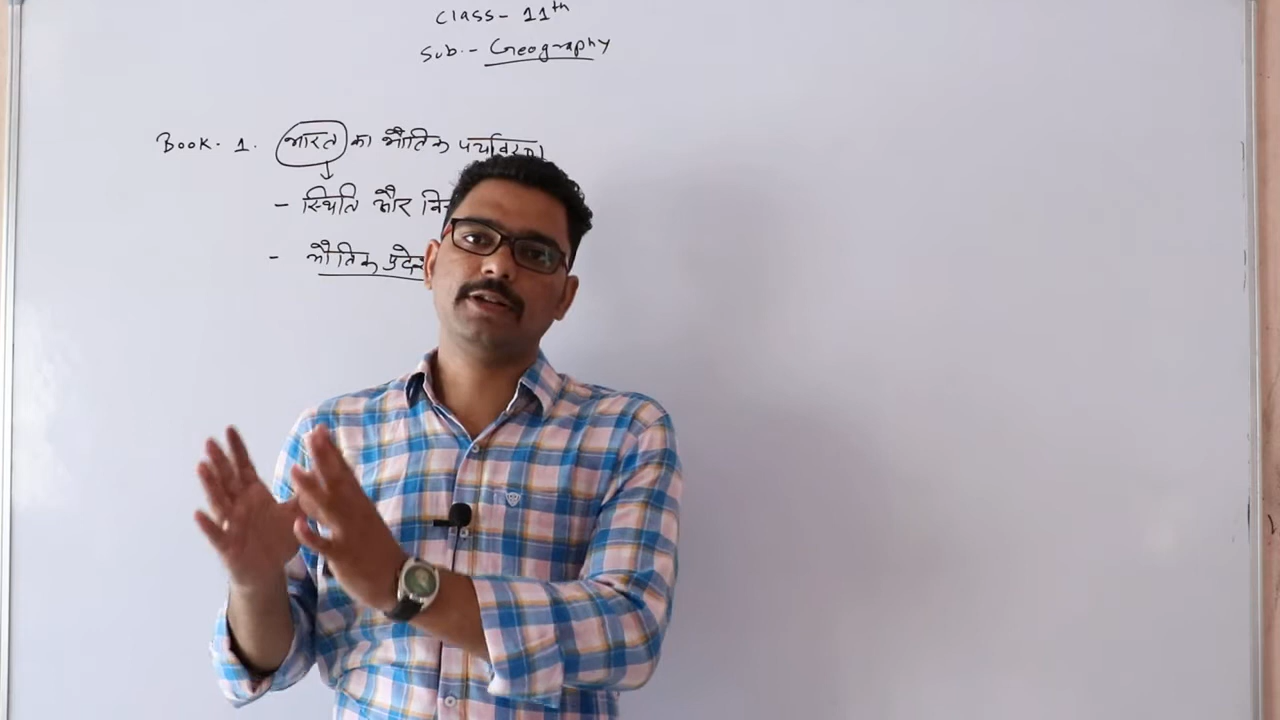 Class- 11th
Sub.- Geography
Book. 1. भारत का भौतिक पर्यावरण
- स्थिति और
- भौतिक